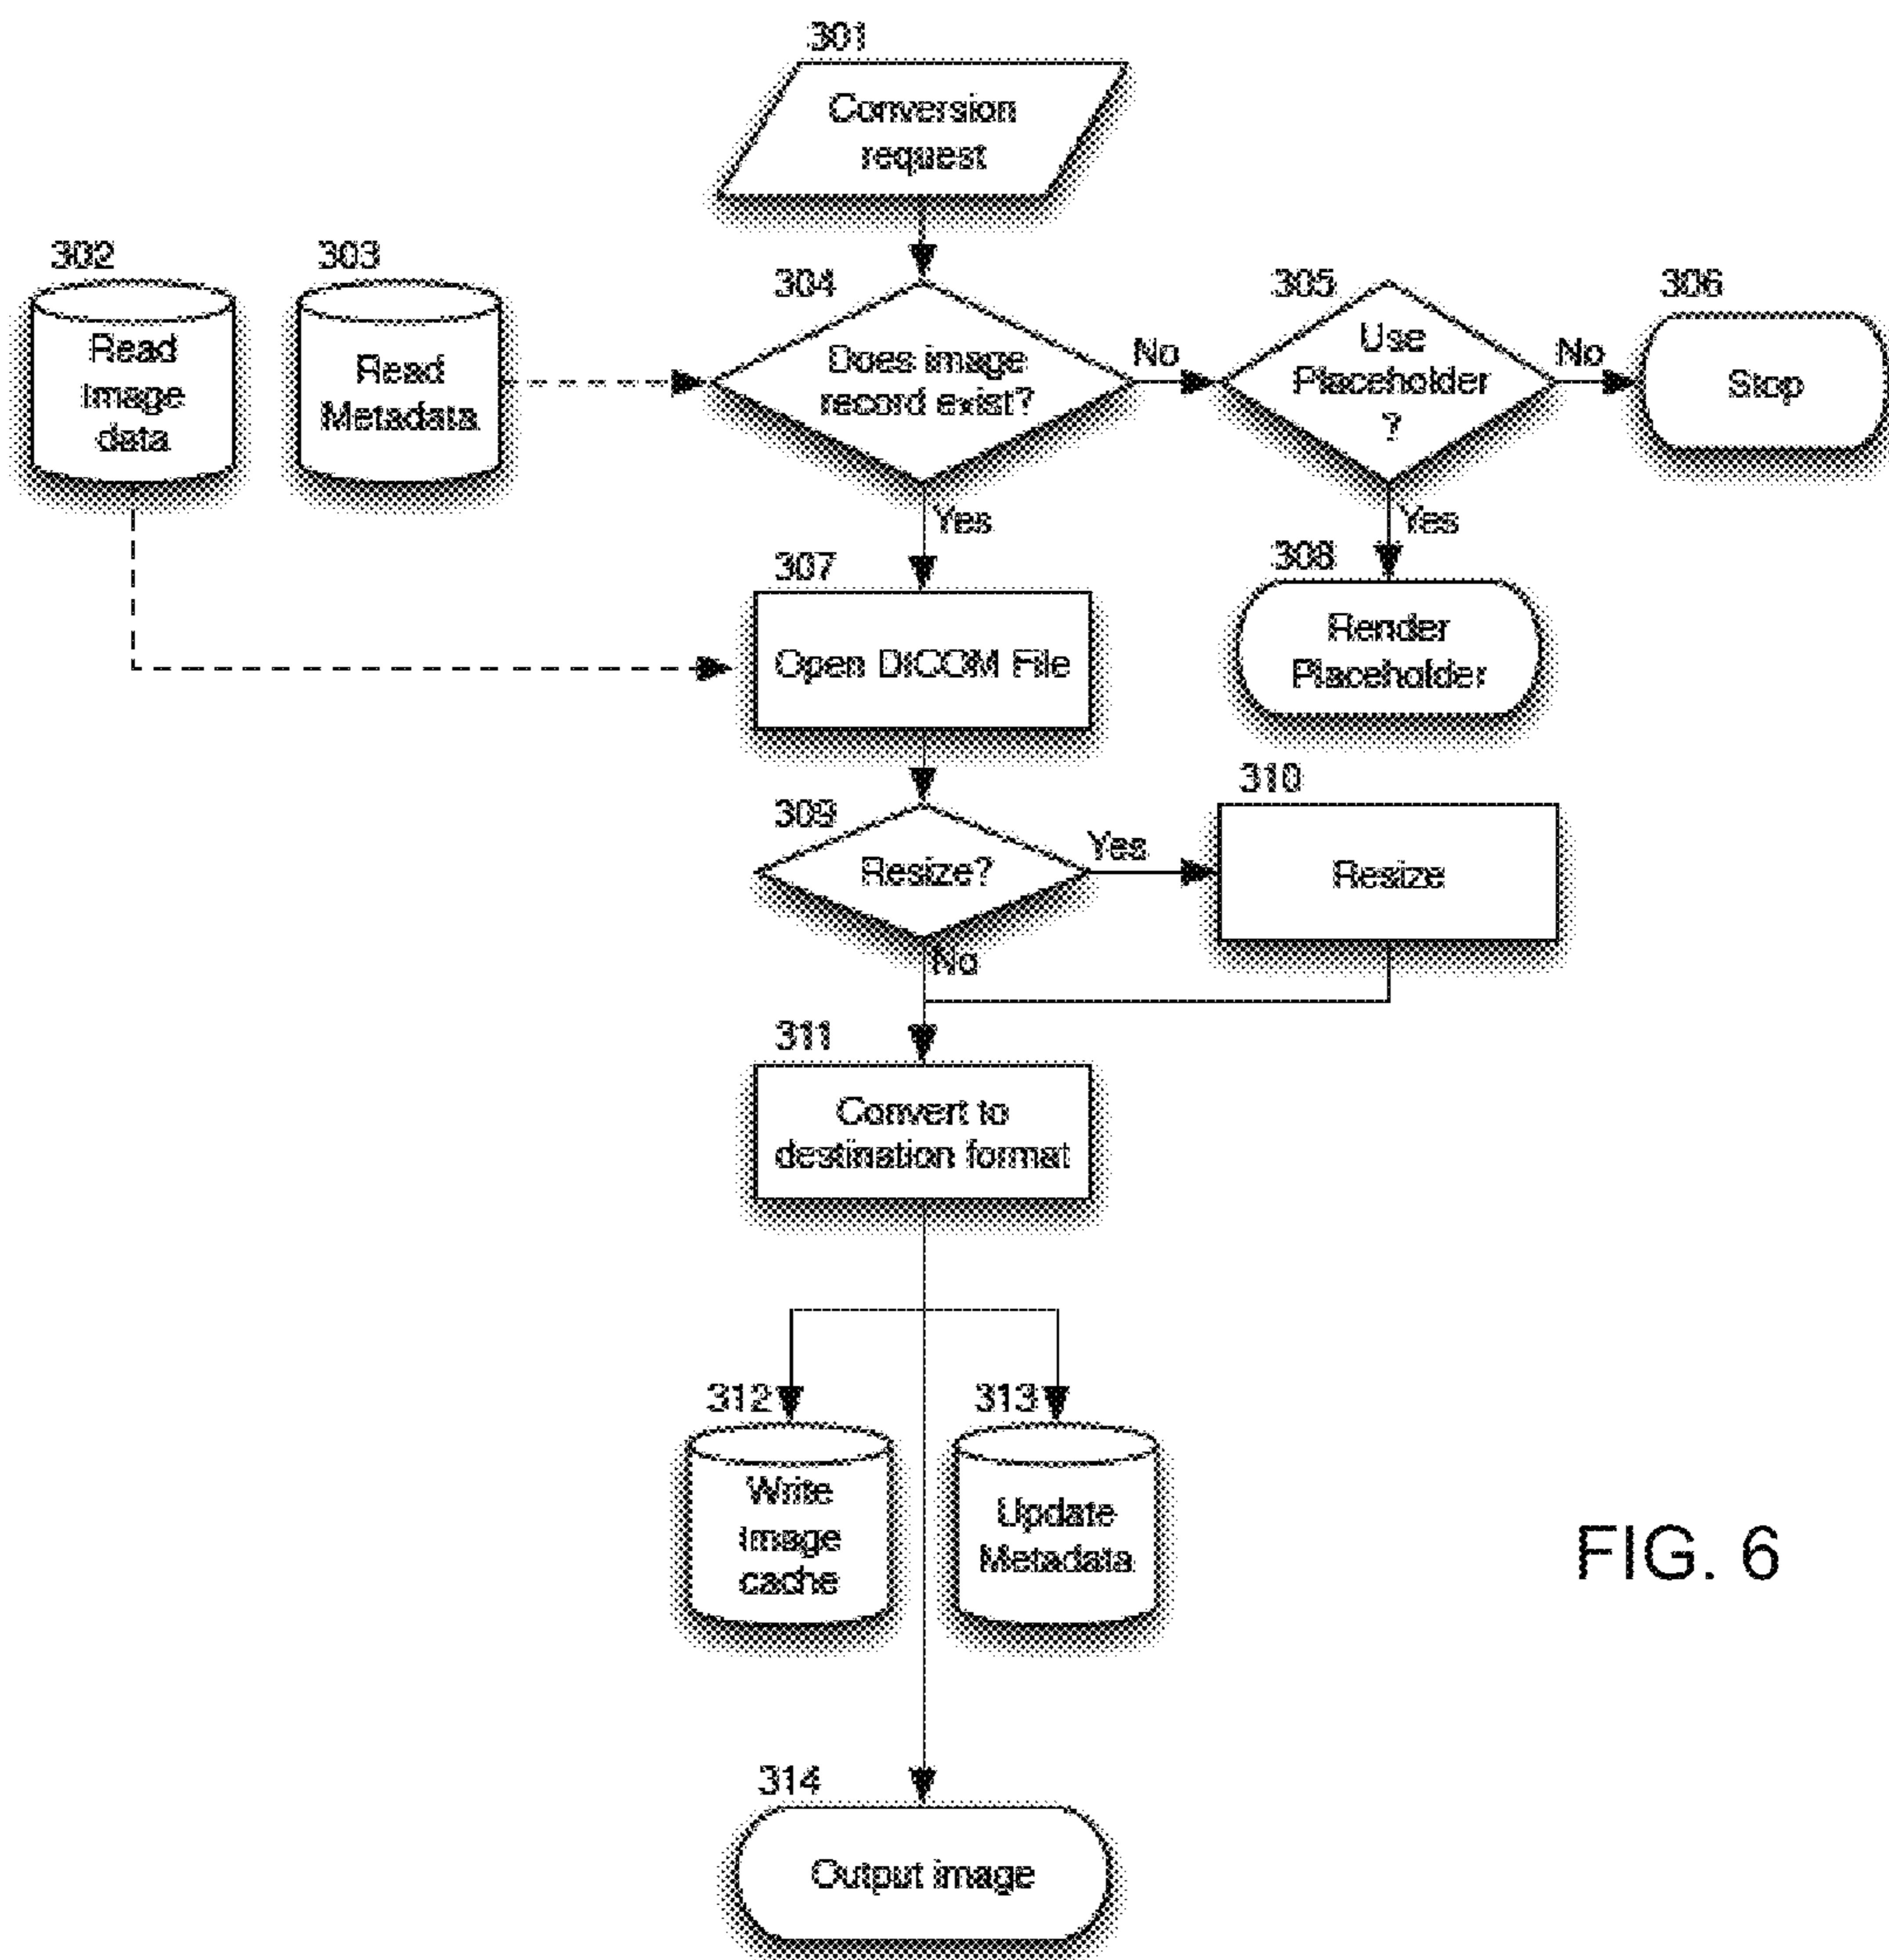 301
Conversion
request
302
Read
Image
data
303
Read
Metadata
304
Does image
record exist?
No
305
Use
Placeholder
?
No
306
Stop
Yes
Yes
307
Open DICOM File
308
Render
Placeholder
309
Resize?
Yes
310
Resize
No
311
Convert to
destination format
312
Write
Image
cache
313
Update
Metadata
FIG. 6
314
Output image